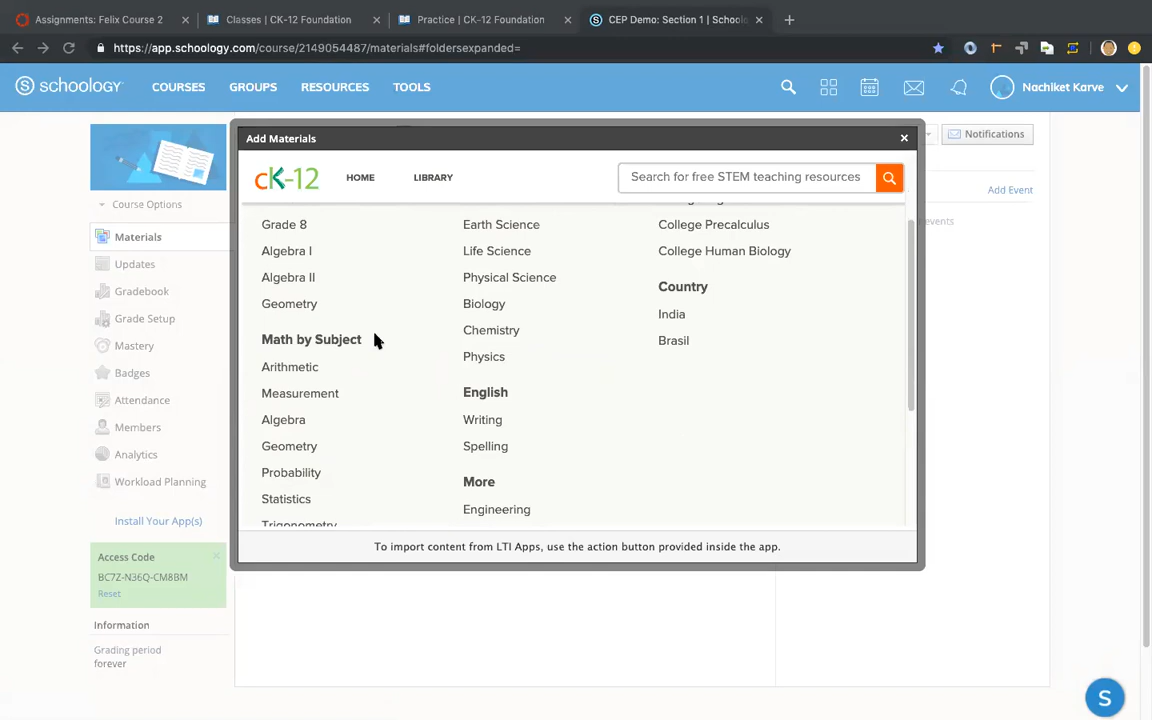 Assignments: Felix Course 2
Classes | CK-12 Foundation
Practice | CK-12 Foundation
CEP Demo: Section 1 | Schoolo
https://app.schoology.com/course/2149054487/materials#foldersexpanded=
schoology
COURSES
GROUPS
RESOURCES
TOOLS
Nachiket Karve
Course Options
Materials
Updates
Gradebook
Grade Setup
Mastery
Badges
Attendance
Members
Analytics
Workload Planning
Install Your App(s)
Access Code
BC7Z-N36Q-CM8BM
Reset
Information
Grading period
forever
Add Materials
cK-12
HOME
LIBRARY
Search for free STEM teaching resources
Grade 8
Algebra I
Algebra II
Geometry
Math by Subject
Arithmetic
Measurement
Algebra
Geometry
Probability
Statistics
Trigonometry
Earth Science
Life Science
Physical Science
Biology
Chemistry
Physics
English
Writing
Spelling
More
Engineering
College Precalculus
College Human Biology
Country
India
Brasil
To import content from LTI Apps, use the action button provided inside the app.
Notifications
Add Event
events
S